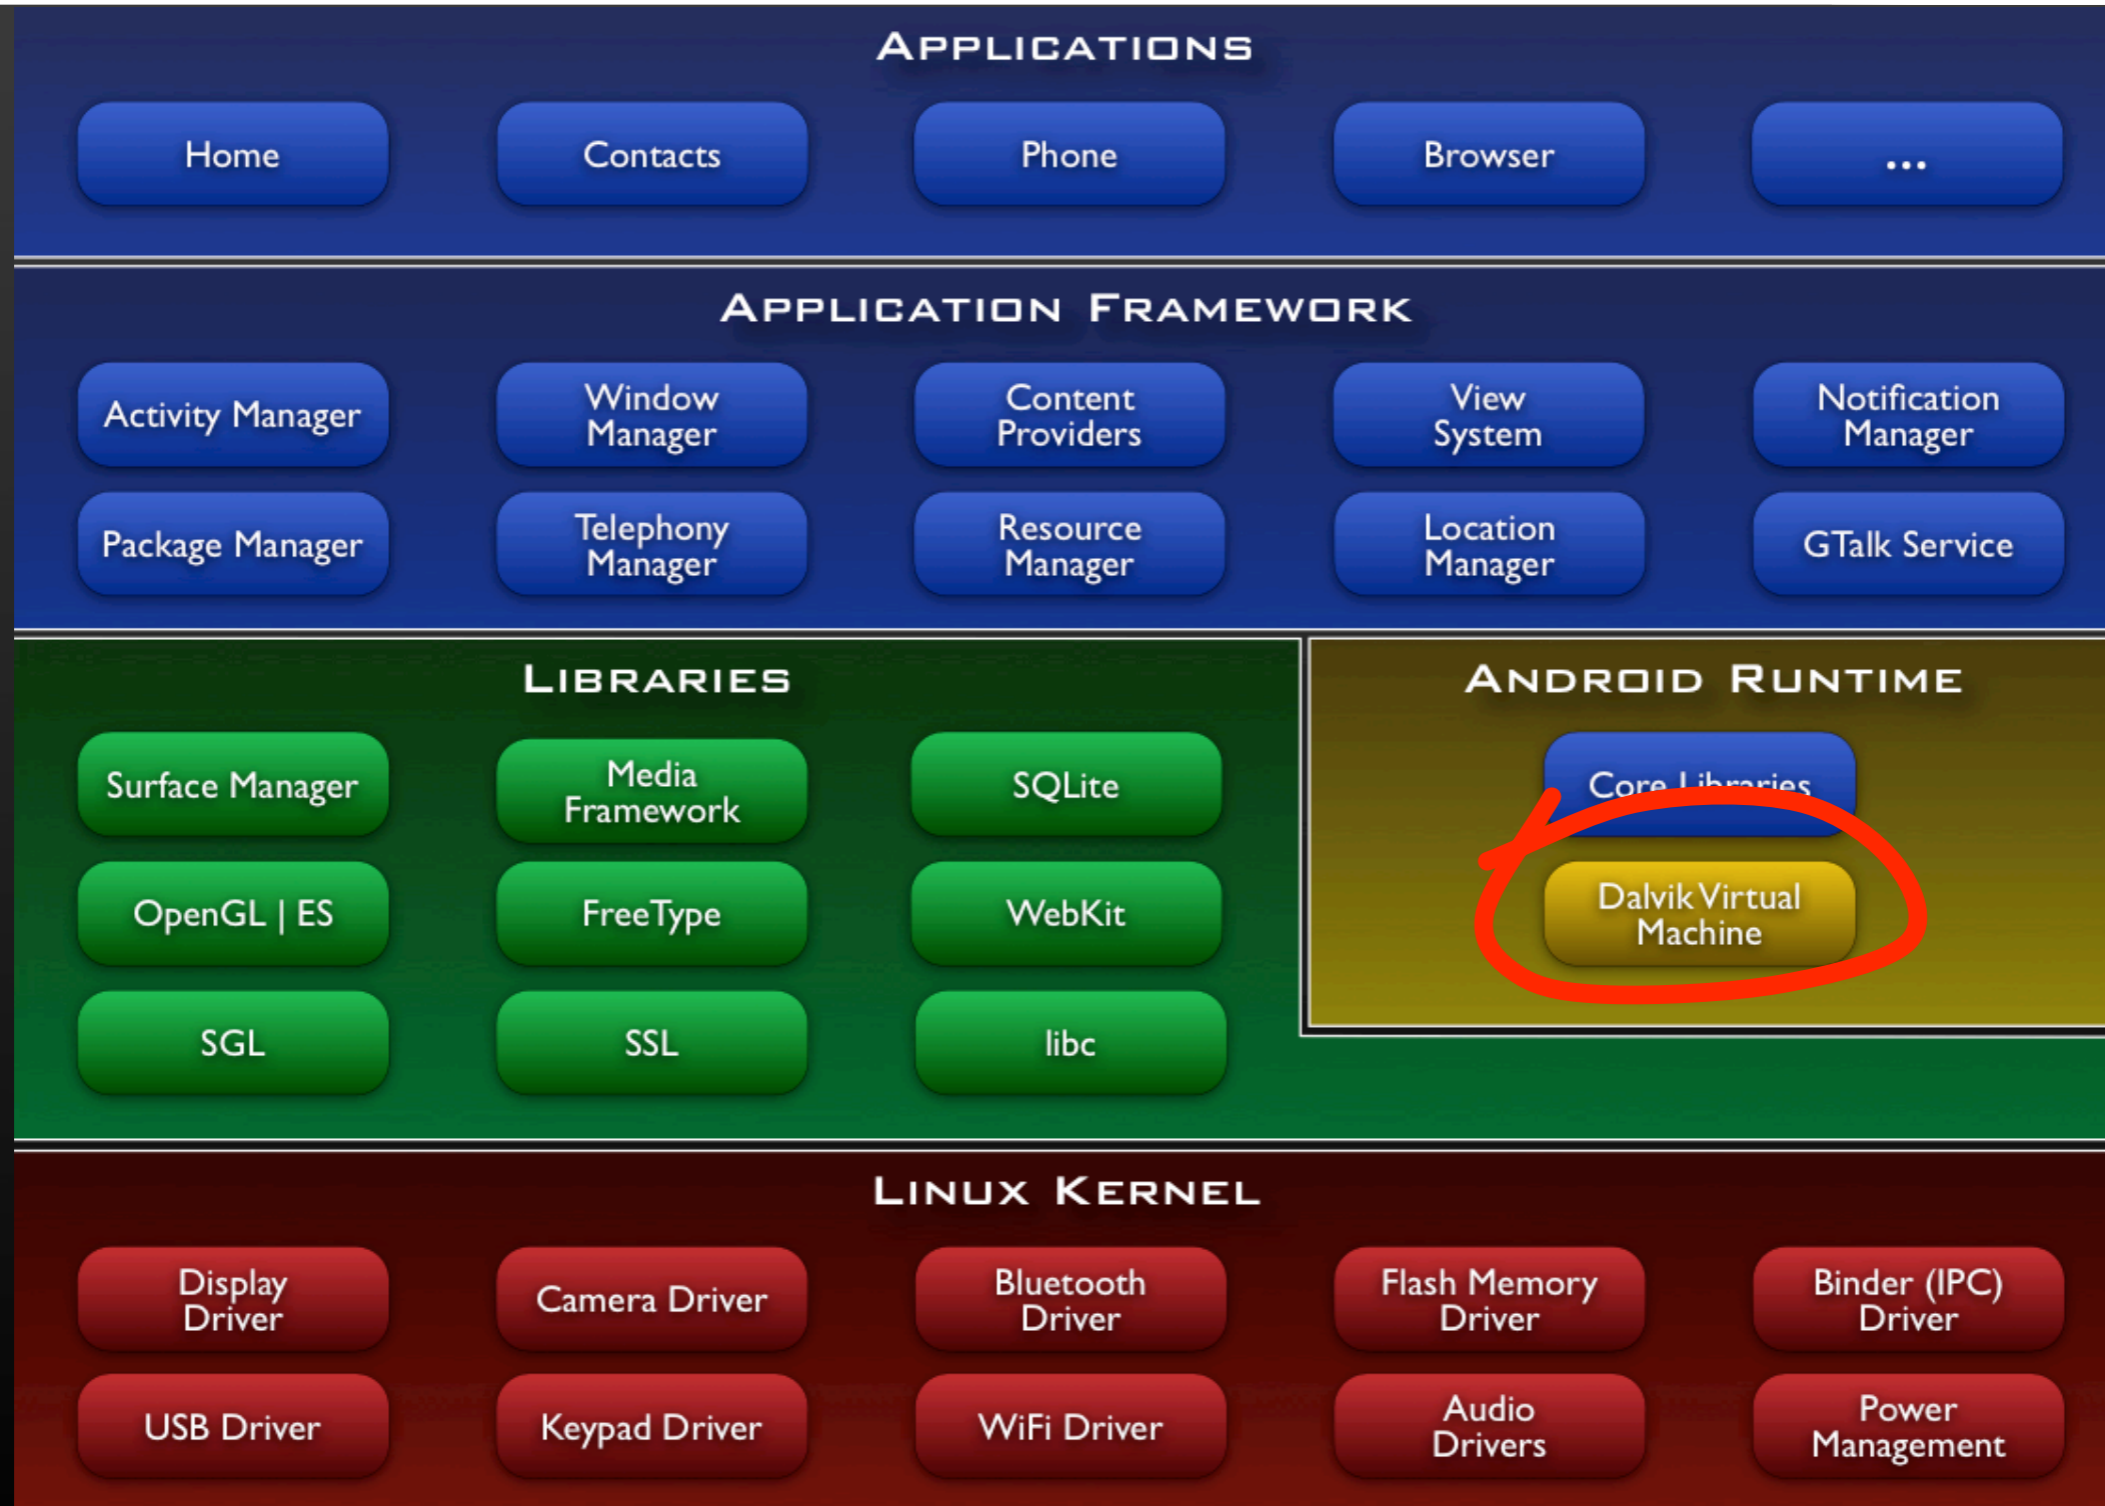 APPLICATIONS
Home
Contacts
Phone
Browser
...
APPLICATION FRAMEWORK
Activity Manager
Window
Manager
Content
Providers
View
System
Notification
Manager
Package Manager
Telephony
Manager
Resource
Manager
Location
Manager
GTalk Service
LIBRARIES
Surface Manager
Media
Framework
SQLite
OpenGL | ES
FreeType
WebKit
SGL
SSL
libc
ANDROID RUNTIME
Core Libraries
Dalvik Virtual
Machine
LINUX KERNEL
Display
Driver
Camera Driver
Bluetooth
Driver
Flash Memory
Driver
Binder (IPC)
Driver
USB Driver
Keypad Driver
WiFi Driver
Audio
Drivers
Power
Management